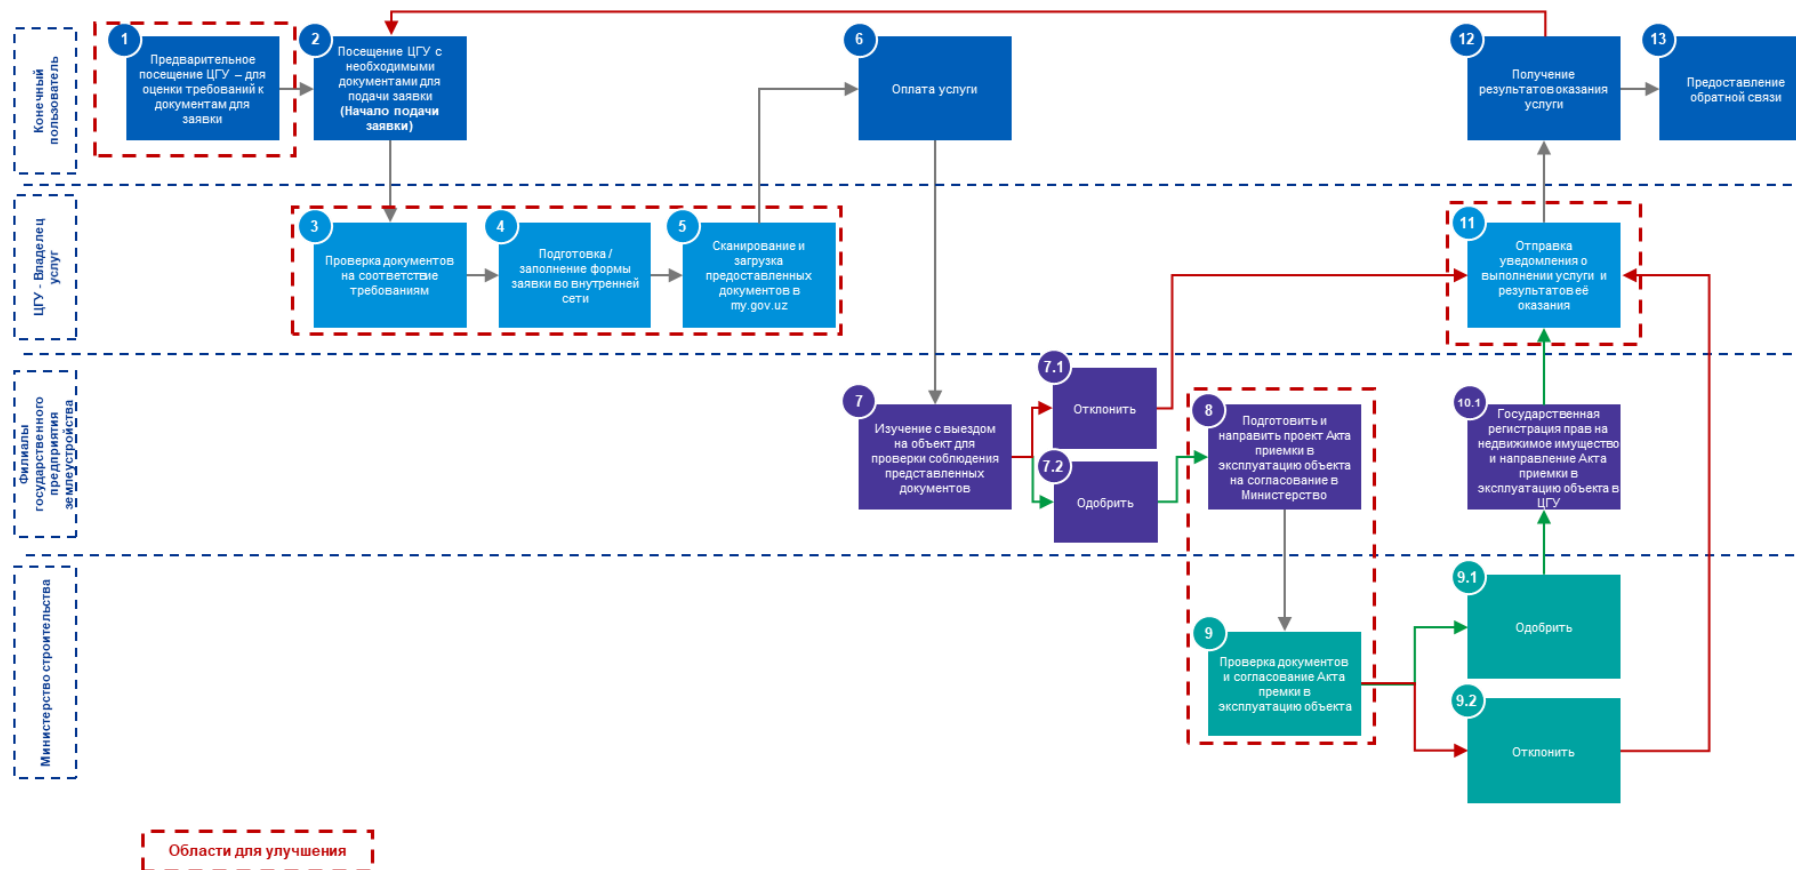 Конечный
пользователь
1
Предварительное
посещение ЦГУ – для
оценки требований к
документам для
заявки
2
Посещение ЦГУ с
необходимыми
документами для
подачи заявки
(Начало подачи
заявки)
6
Оплата услуги
12
Получение
результатов оказания
услуги
13
Предоставление
обратной связи
ЦГУ - Владелец
услуг
3
Проверка документов
на соответствие
требованиям
4
Подготовка /
заполнение формы
заявки во внутренней
сети
5
Сканирование и
загрузка
предоставленных
документов в
my.gov.uz
11
Отправка
уведомления о
выполнении услуги и
результатов её
оказания
Филиалы
государственного
предприятия
землеустройства
7
Изучение с выездом
на объект для
проверки соблюдения
представленных
документов
7.1
Отклонить
7.2
Одобрить
8
Подготовить и
направить проект Акта
приемки в
эксплуатацию объекта
на согласование в
Министерство
10.1
Государственная
регистрация прав на
недвижимое имущество
и направление Акта
приемки в
эксплуатацию объекта в
ЦГУ
Министерство строительства
9
Проверка документов
и согласование Акта
премки в
эксплуатацию объекта
9.1
Одобрить
9.2
Отклонить
Области для улучшения